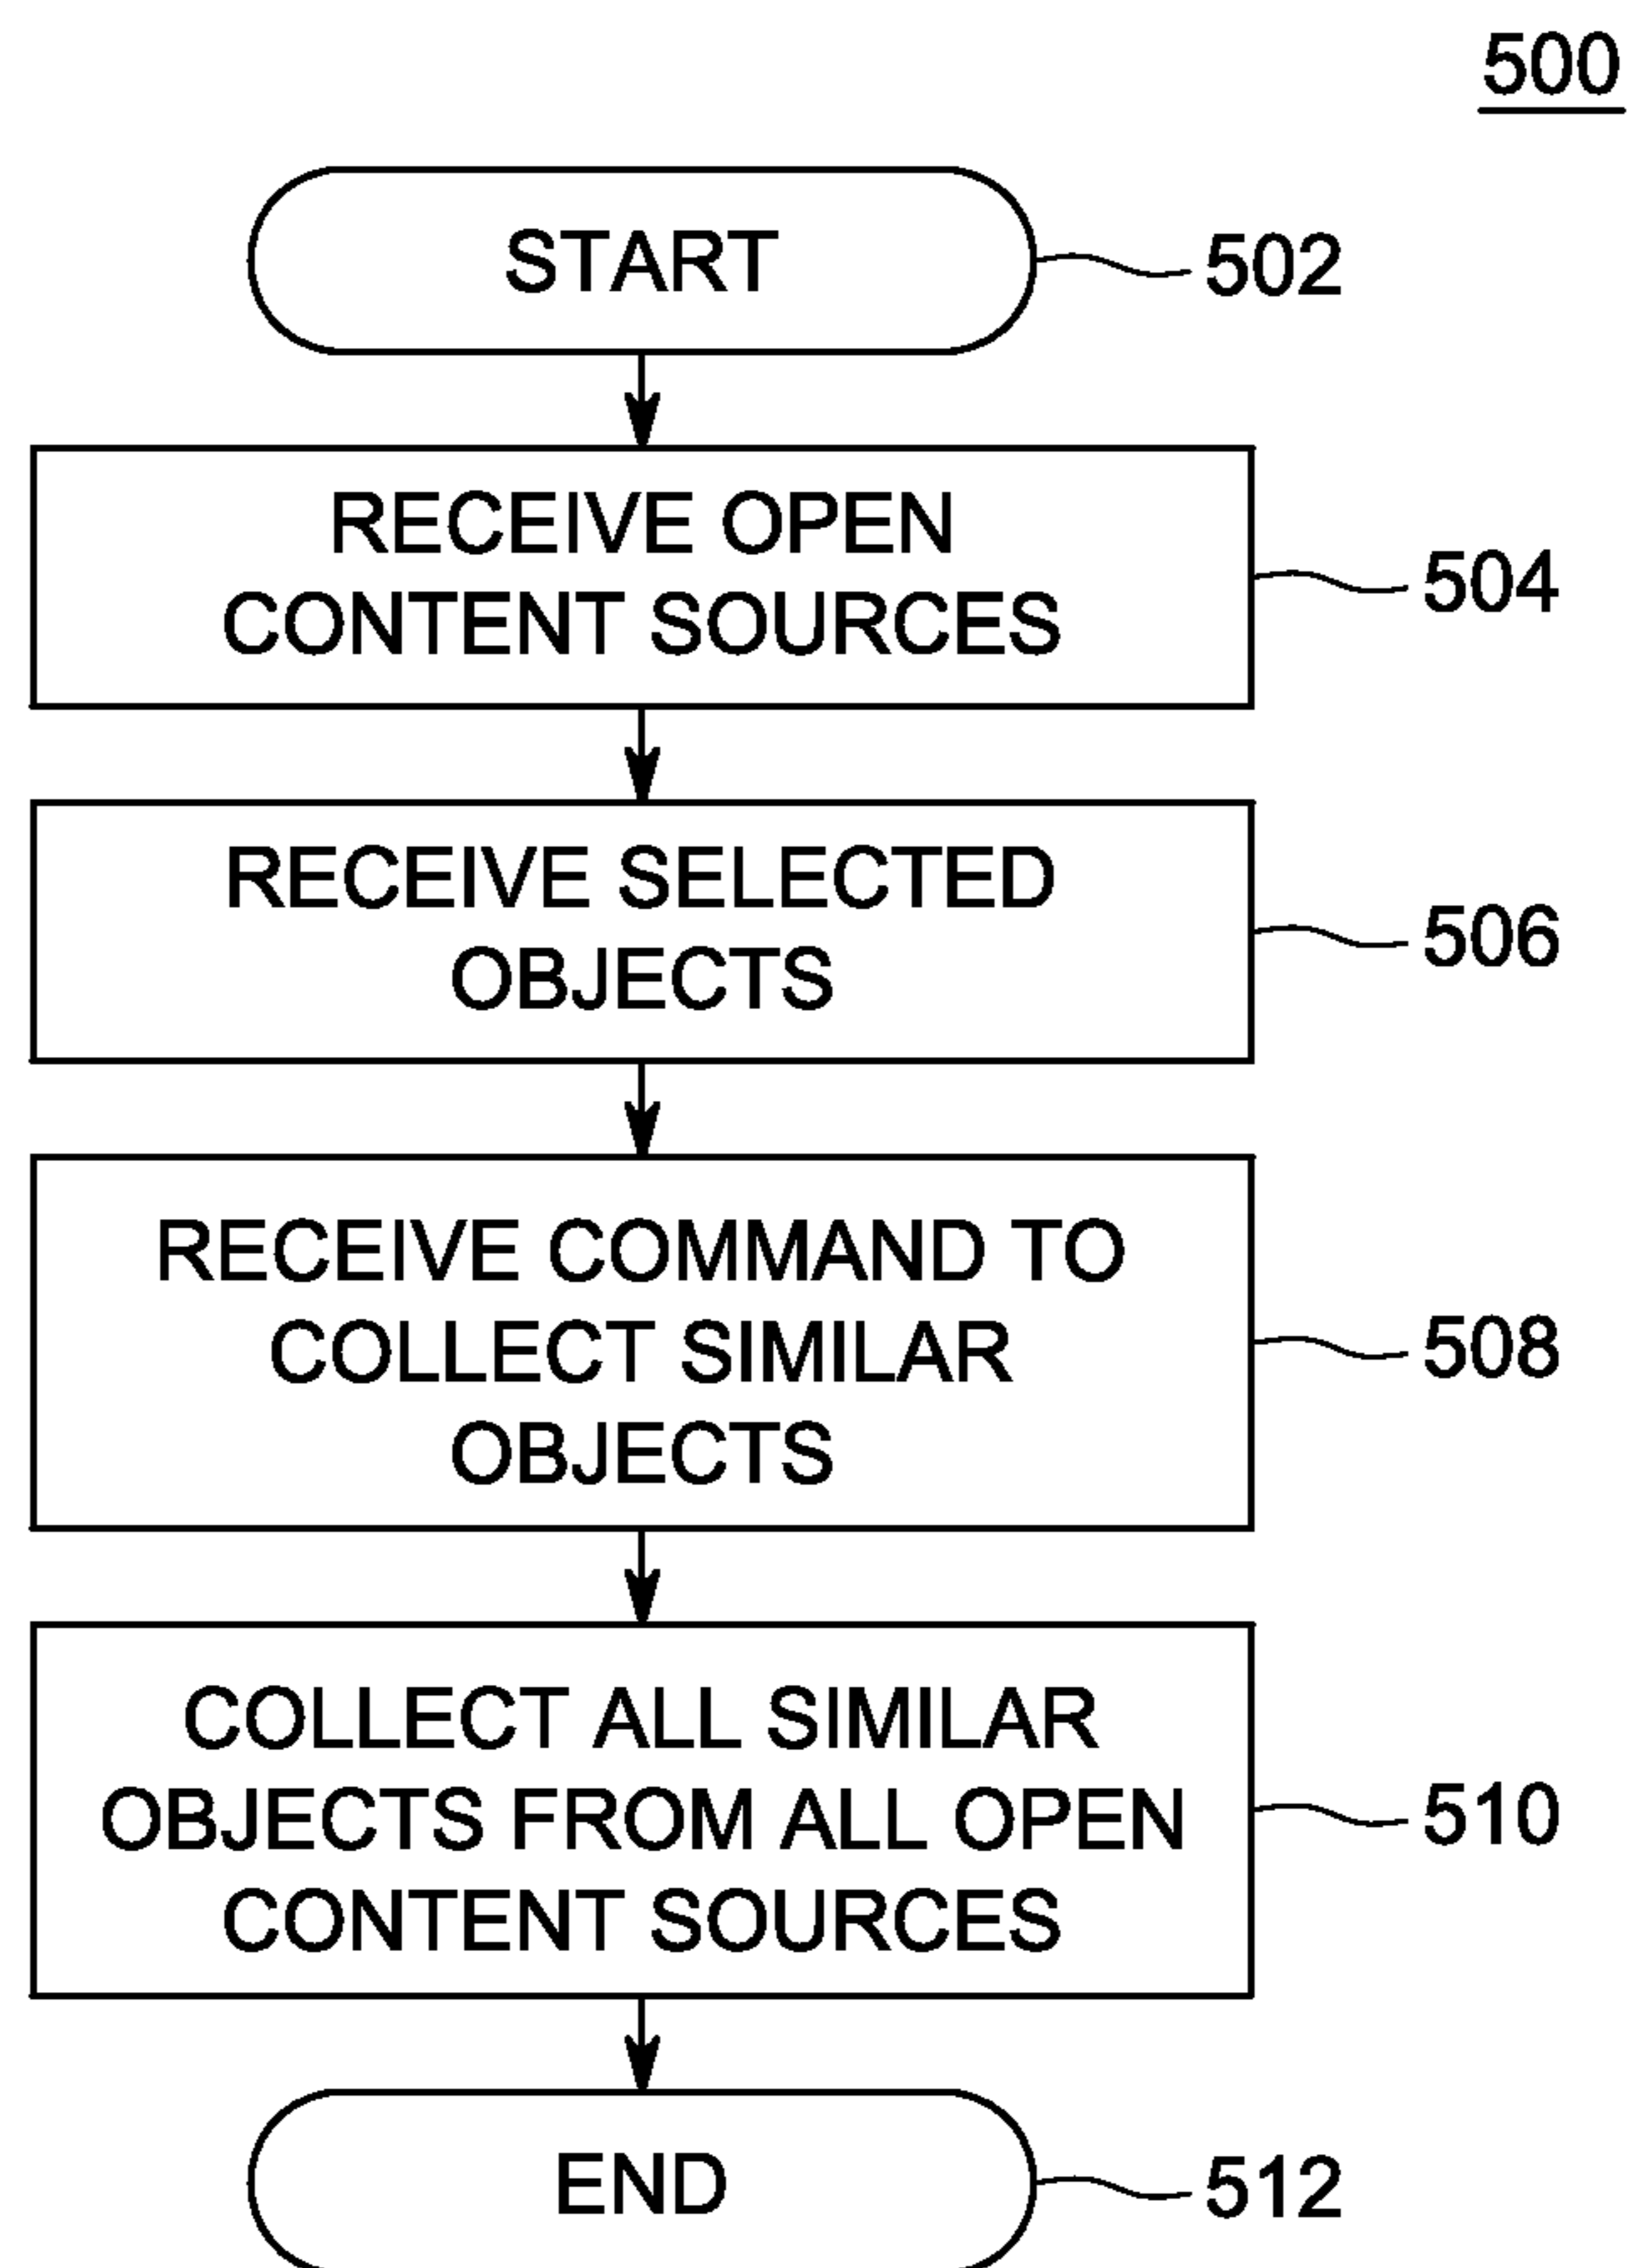 500
START
502
RECEIVE OPEN
CONTENT SOURCES
504
RECEIVE SELECTED
OBJECTS
506
RECEIVE COMMAND TO
COLLECT SIMILAR
OBJECTS
508
COLLECT ALL SIMILAR
OBJECTS FROM ALL OPEN
CONTENT SOURCES
510
END
512